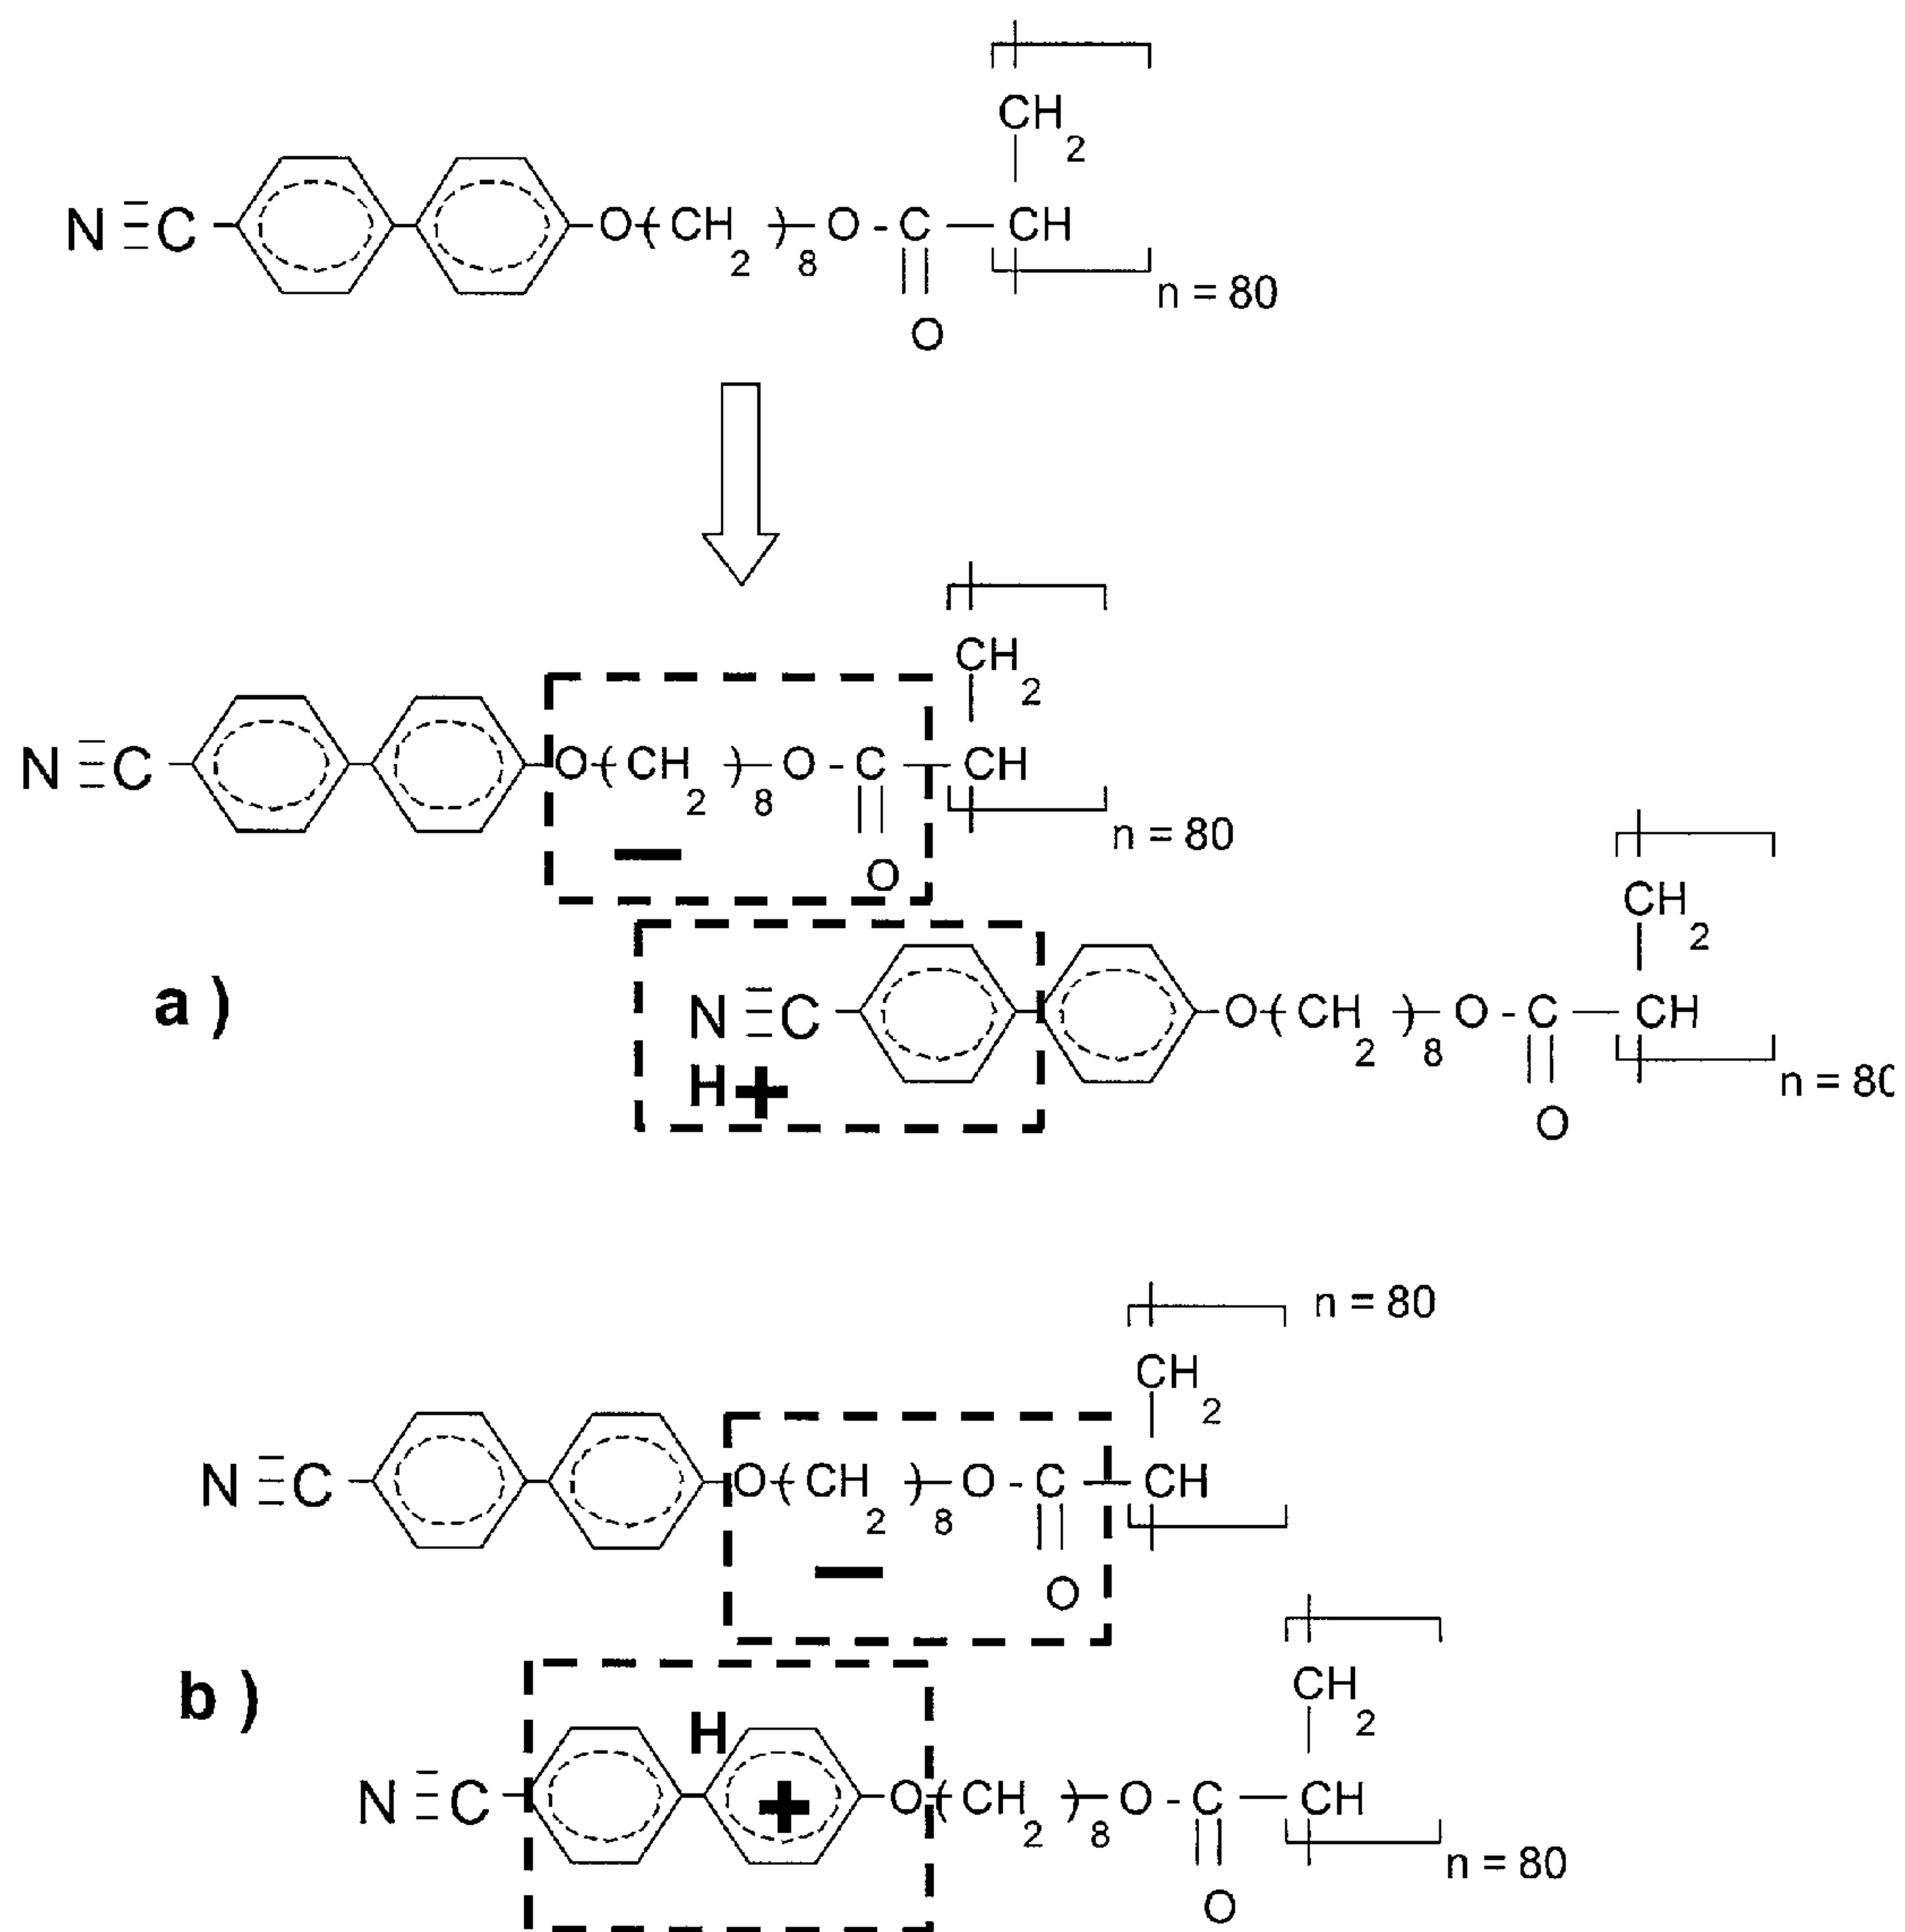 CH
2
N ≡ C O ( CH 2 ) 8 O - C CH
n = 80
O
CH
2
N ≡ C O ( CH 2 ) 8 O - C CH
n = 80
− O
CH
2
a ) N ≡ C O ( CH 2 ) 8 O - C CH
H +
n = 80
O
n = 80
CH
2
N ≡ C O ( CH 2 ) 8 O - C CH
− O
CH
2
b )
H
N ≡ C + O ( CH 2 ) 8 O - C CH
n = 80
O